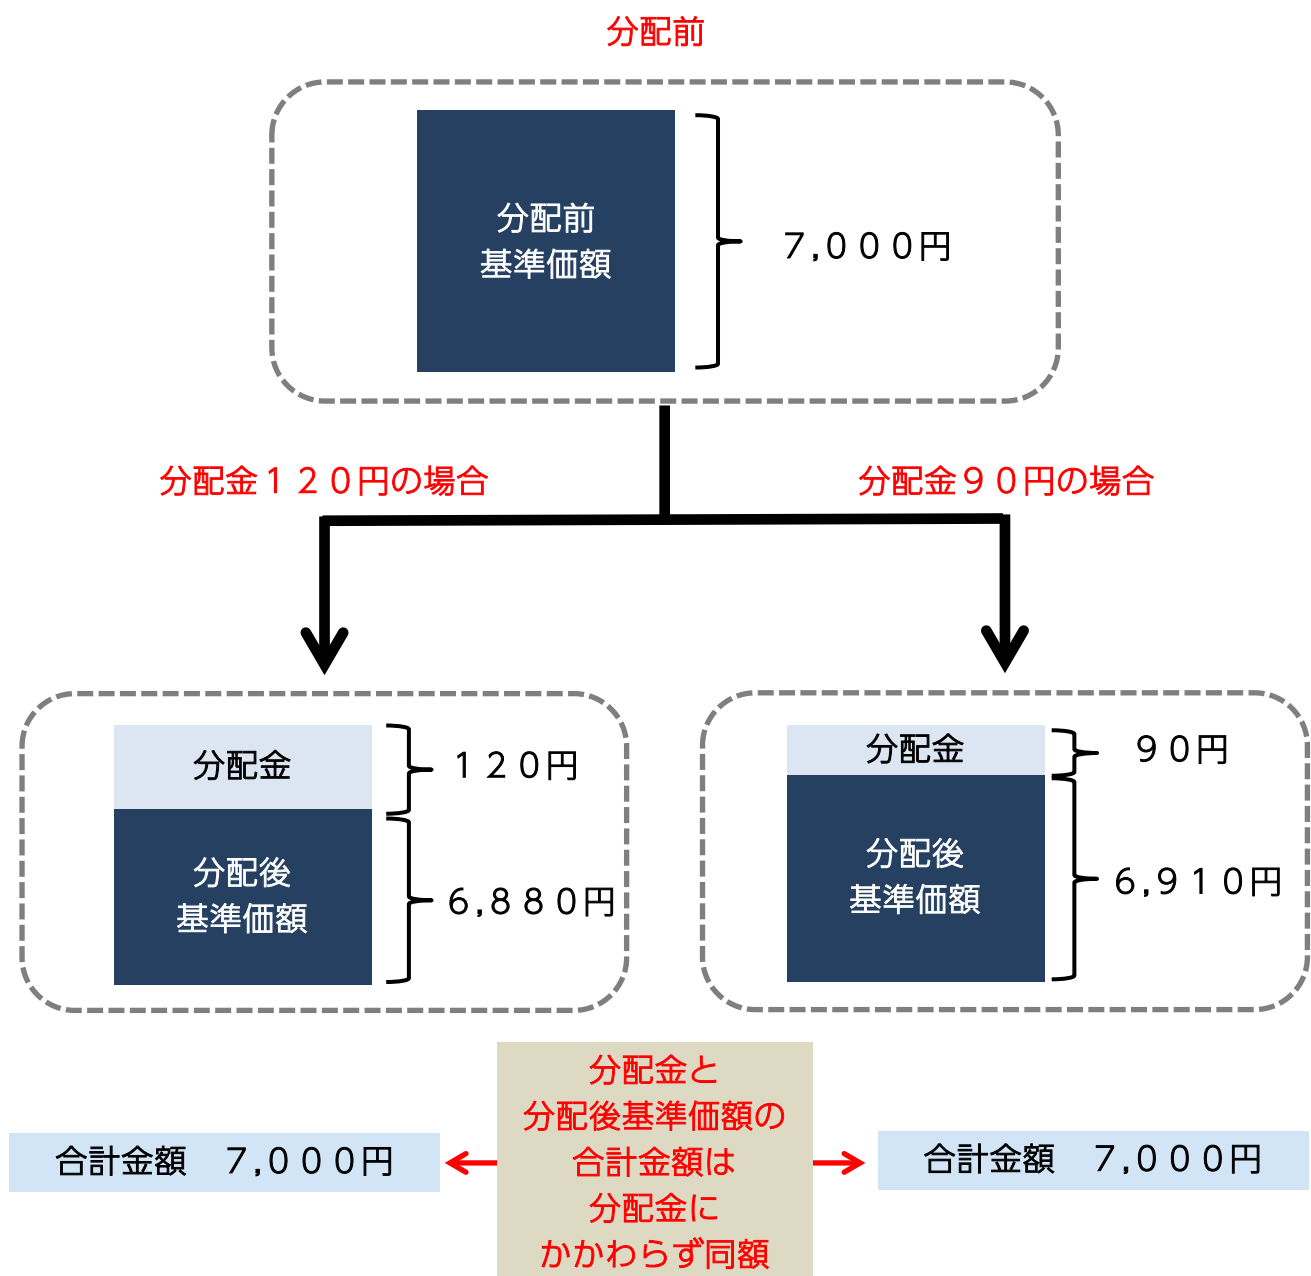 分配前
分配前
基準価額
７,０００円
分配金１２０円の場合
分配金９０円の場合
分配金
１２０円
分配後
基準価額
６,８８０円
分配金
９０円
分配後
基準価額
６,９１０円
分配金と
分配後基準価額の
合計金額は
分配金に
かかわらず同額
合計金額　７,０００円
合計金額　７,０００円